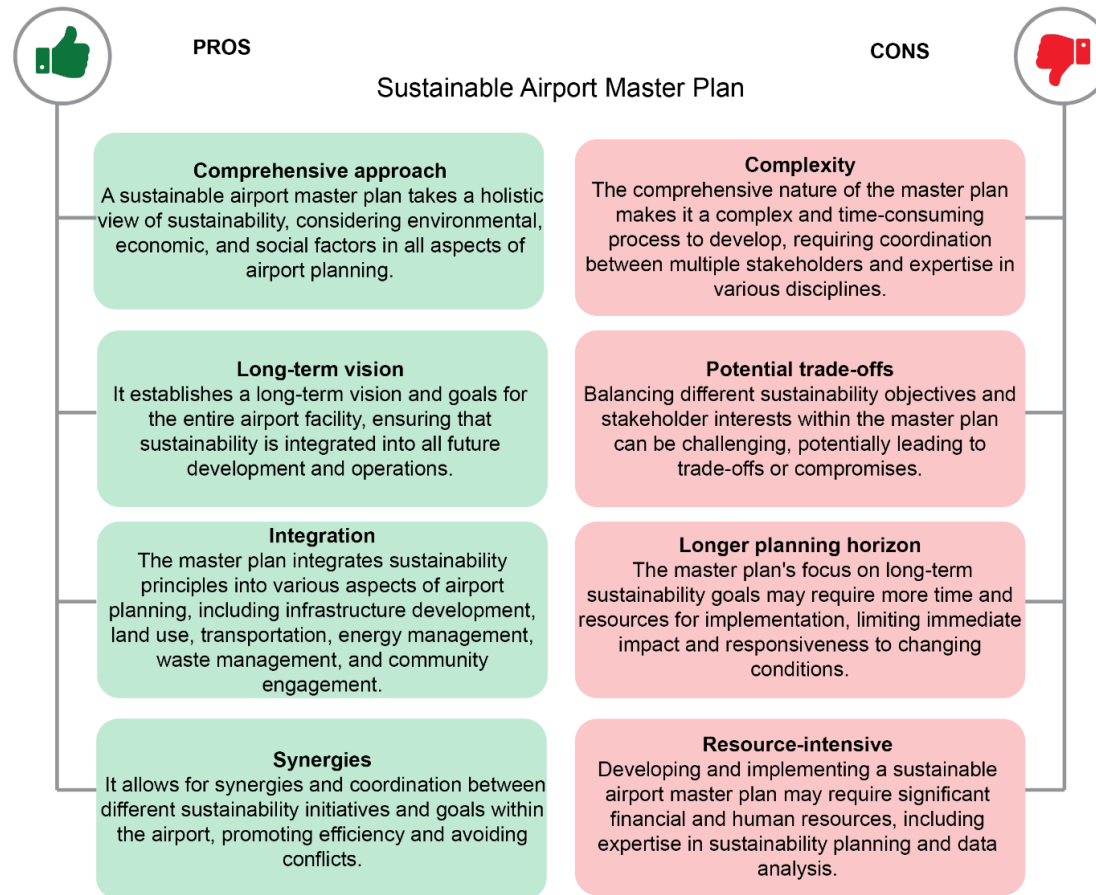 PROS
CONS
Sustainable Airport Master Plan
Comprehensive approach
A sustainable airport master plan takes a holistic
view of sustainability, considering environmental,
economic, and social factors in all aspects of
airport planning.
Long-term vision
It establishes a long-term vision and goals for
the entire airport facility, ensuring that
sustainability is integrated into all future
development and operations.
Integration
The master plan integrates sustainability
principles into various aspects of airport
planning, including infrastructure development,
land use, transportation, energy management,
waste management, and community
engagement.
Synergies
It allows for synergies and coordination between
different sustainability initiatives and goals within
the airport, promoting efficiency and avoiding
conflicts.
Complexity
The comprehensive nature of the master plan
makes it a complex and time-consuming
process to develop, requiring coordination
between multiple stakeholders and expertise in
various disciplines.
Potential trade-offs
Balancing different sustainability objectives and
stakeholder interests within the master plan
can be challenging, potentially leading to
trade-offs or compromises.
Longer planning horizon
The master plan's focus on long-term
sustainability goals may require more time and
resources for implementation, limiting immediate
impact and responsiveness to changing
conditions.
Resource-intensive
Developing and implementing a sustainable
airport master plan may require significant
financial and human resources, including
expertise in sustainability planning and data
analysis.